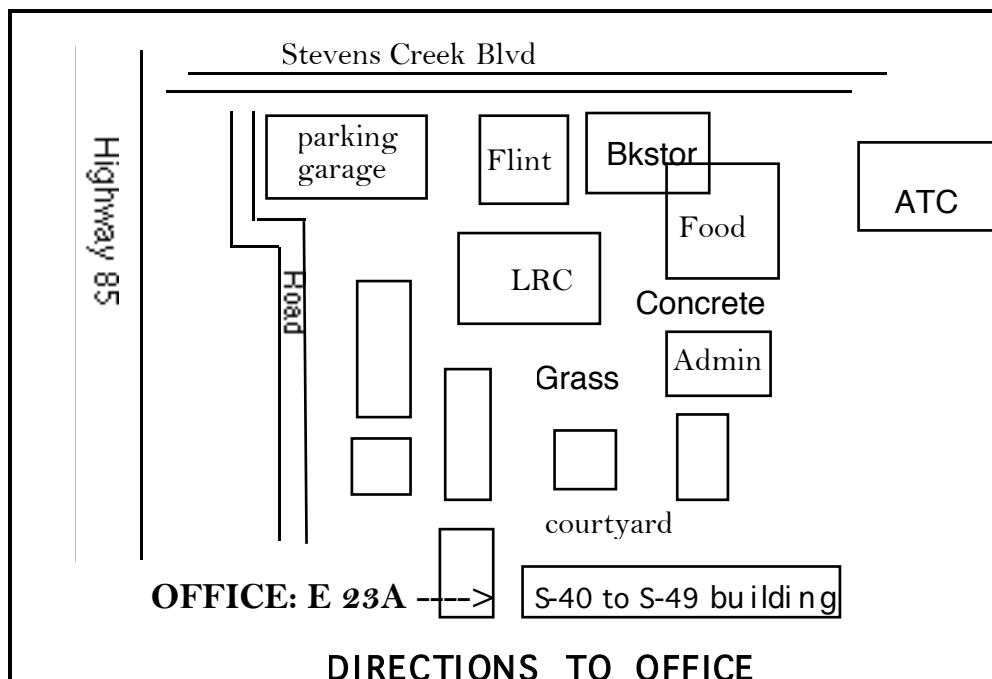 Stevens Creek Blvd
Highway 85
parking
garage
Flint
Bkstor
ATC
Food
LRC
Road
Concrete
Admin
Grass
courtyard
OFFICE: E 23A ---->
S-40 to S-49 building
DIRECTIONS TO OFFICE